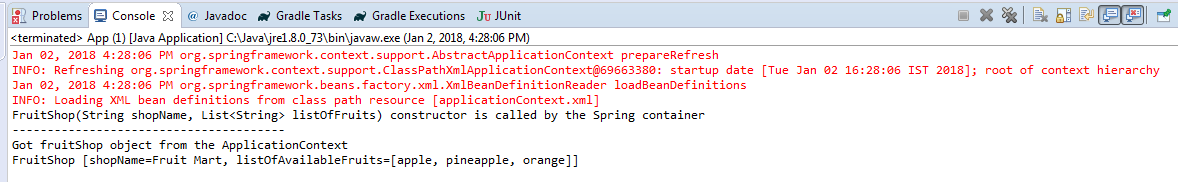 Problems Console Javadoc Gradle Tasks Gradle Executions JUnit
<terminated> App (1) [Java Application] C:\Java\jre1.8.0_73\bin\javaw.exe (Jan 2, 2018 4:28:06 PM)
Jan 02, 2018 4:28:06 PM org.springframework.context.support.AbstractApplicationContext prepareRefresh
INFO: Refreshing org.springframework.context.support.ClassPathXmlApplicationContext@69663380: startup date [Tue Jan 02 16:28:06 IST 2018]; root of context hierarchy
Jan 02, 2018 4:28:06 PM org.springframework.beans.factory.xml.XmlBeanDefinitionReader loadBeanDefinitions
INFO: Loading XML bean definitions from class path resource [applicationContext.xml]
FruitShop(String shopName, List<String> listOfFruits) constructor is called by the Spring container
---------------------------------------
Got fruitShop object from the ApplicationContext
FruitShop [shopName=Fruit Mart, listOfAvailableFruits=[apple, pineapple, orange]]